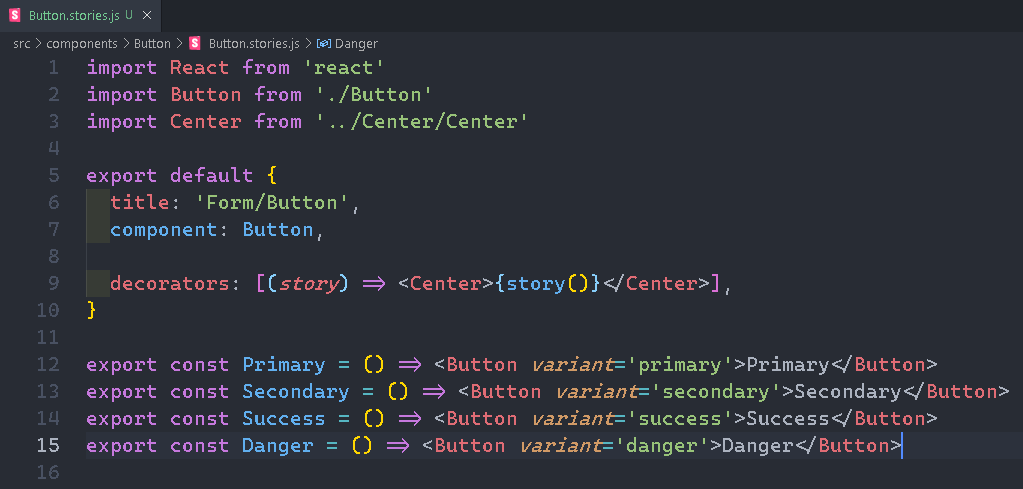 Button.stories.js U ×
src > components > Button > Button.stories.js > Danger
1 import React from 'react'
2 import Button from './Button'
3 import Center from '../Center/Center'
4
5 export default {
6   title: 'Form/Button',
7   component: Button,
8
9   decorators: [(story) => <Center>{story()}</Center>],
10 }
11
12 export const Primary = () => <Button variant='primary'>Primary</Button>
13 export const Secondary = () => <Button variant='secondary'>Secondary</Button>
14 export const Success = () => <Button variant='success'>Success</Button>
15 export const Danger = () => <Button variant='danger'>Danger</Button>
16